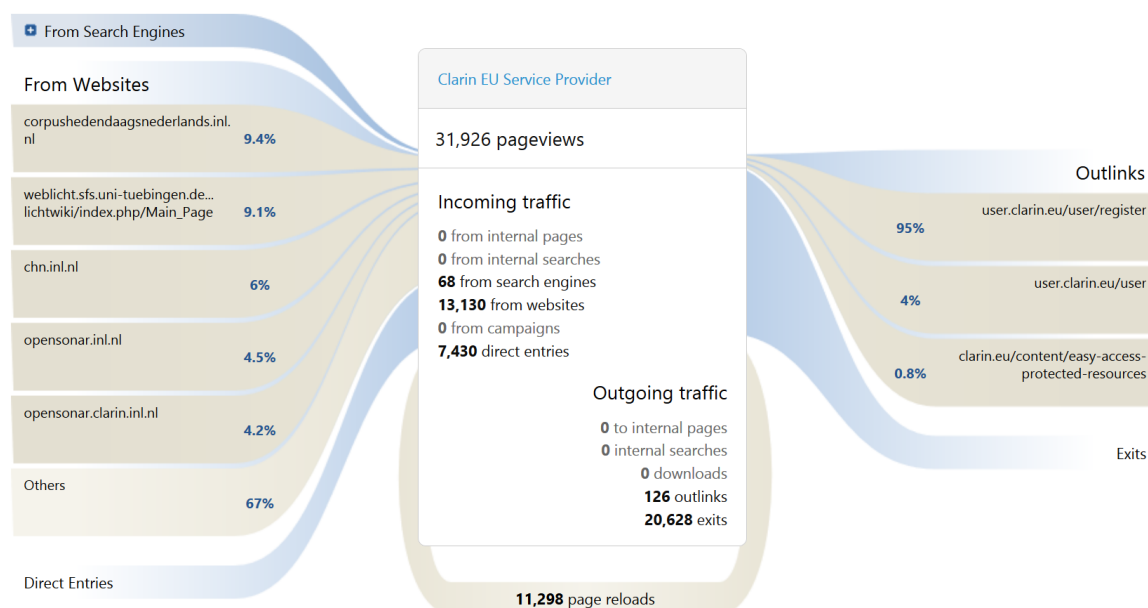 From Search Engines
From Websites
corpushedendaagsnederlands.inl.
nl
9.4%
weblicht.sfs.uni-tuebingen.de...
lichtwiki/index.php/Main_Page
9.1%
chn.inl.nl
6%
opensonar.inl.nl
4.5%
opensonar.clarin.inl.nl
4.2%
Others
67%
Direct Entries
Clarin EU Service Provider
31,926 pageviews
Incoming traffic
0 from internal pages
0 from internal searches
68 from search engines
13,130 from websites
0 from campaigns
7,430 direct entries
Outgoing traffic
0 to internal pages
0 internal searches
0 downloads
126 outlinks
20,628 exits
11,298 page reloads
Outlinks
user.clarin.eu/user/register
95%
user.clarin.eu/user
4%
clarin.eu/content/easy-access-
protected-resources
0.8%
Exits